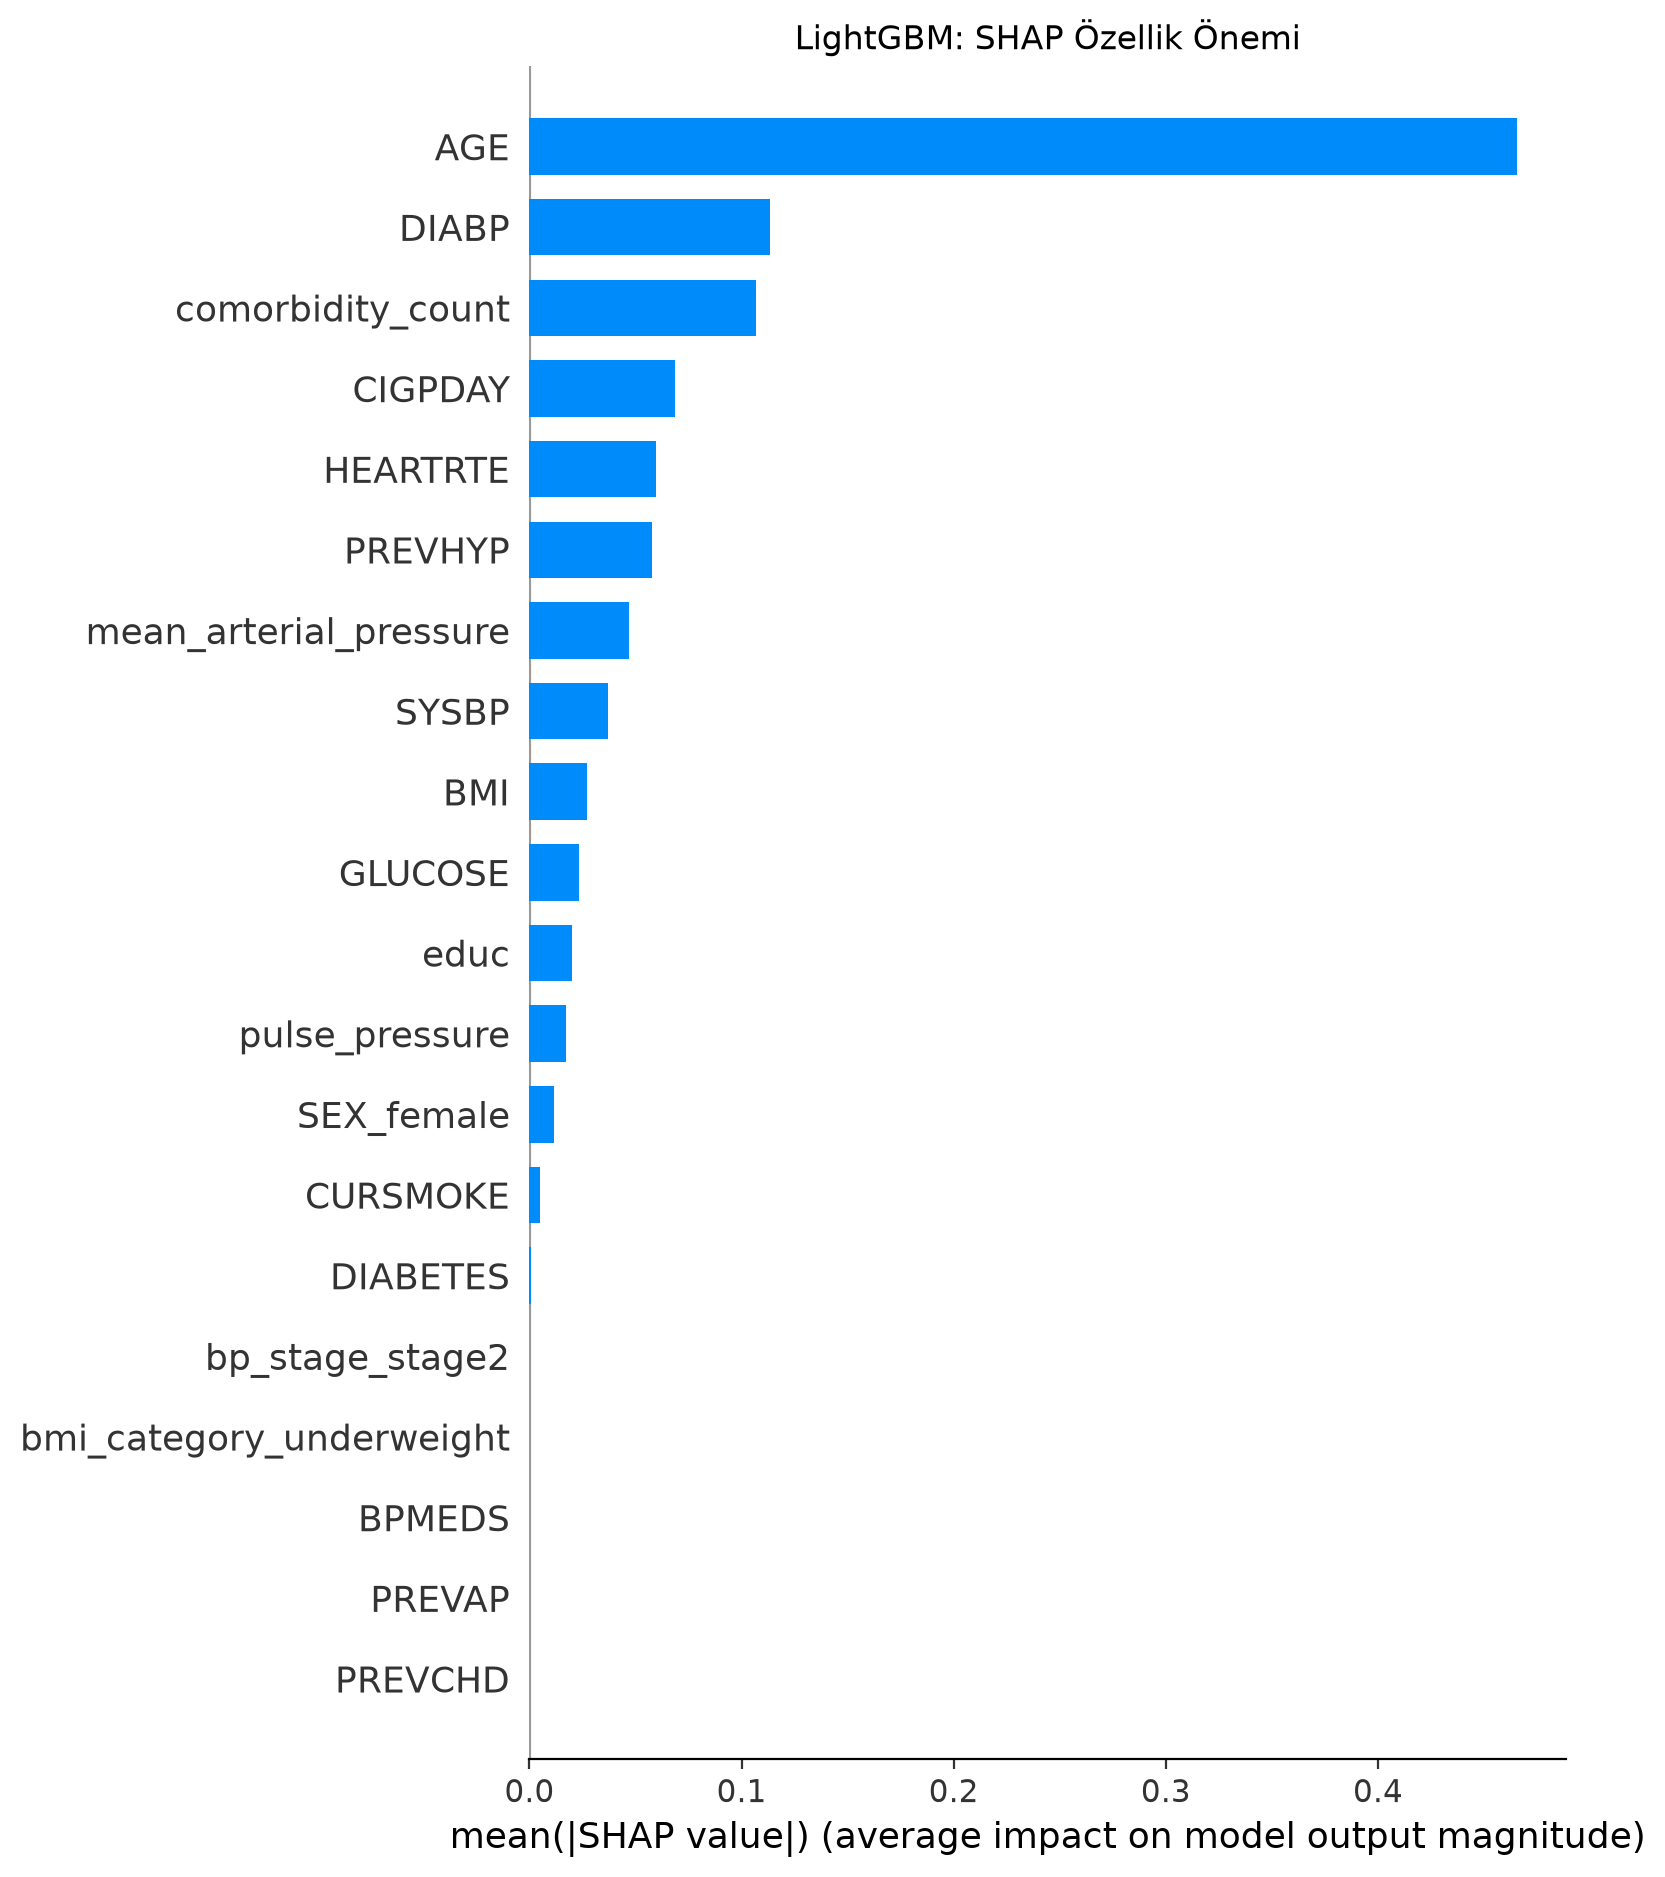 LightGBM: SHAP Özellik Önemi
AGE
DIABP
comorbidity_count
CIGPDAY
HEARTRTE
PREVHYP
mean_arterial_pressure
SYSBP
BMI
GLUCOSE
educ
pulse_pressure
SEX_female
CURSMOKE
DIABETES
bp_stage_stage2
bmi_category_underweight
BPMEDS
PREVAP
PREVCHD
0.0 0.1 0.2 0.3 0.4
mean(|SHAP value|) (average impact on model output magnitude)